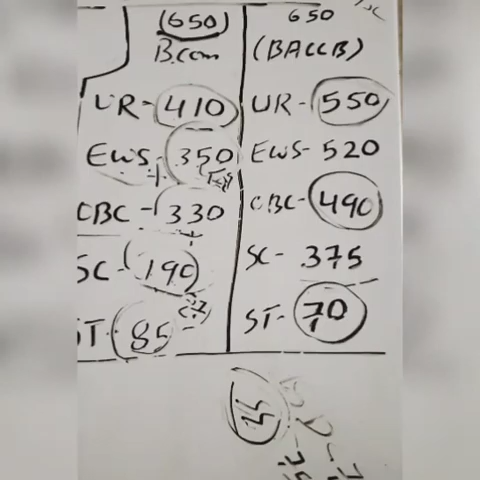 (650)
B.com
UR - 410
EWS - 350
OBC - 330
SC - 190
ST - 85
650
(BACCB)
UR - 550
EWS - 520
OBC - 490
SC - 375
ST - 70